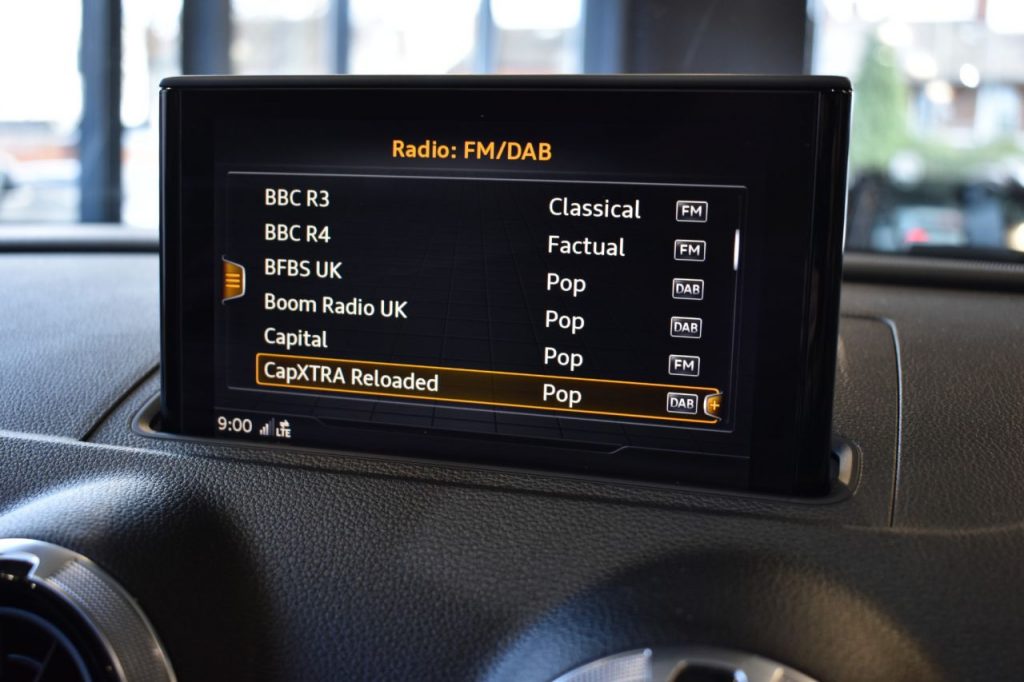 Radio: FM/DAB
BBC R3 Classical FM
BBC R4 Factual FM
BFBS UK Pop DAB
Boom Radio UK Pop DAB
Capital Pop FM
CapXTRA Reloaded Pop DAB +
9:00 LTE